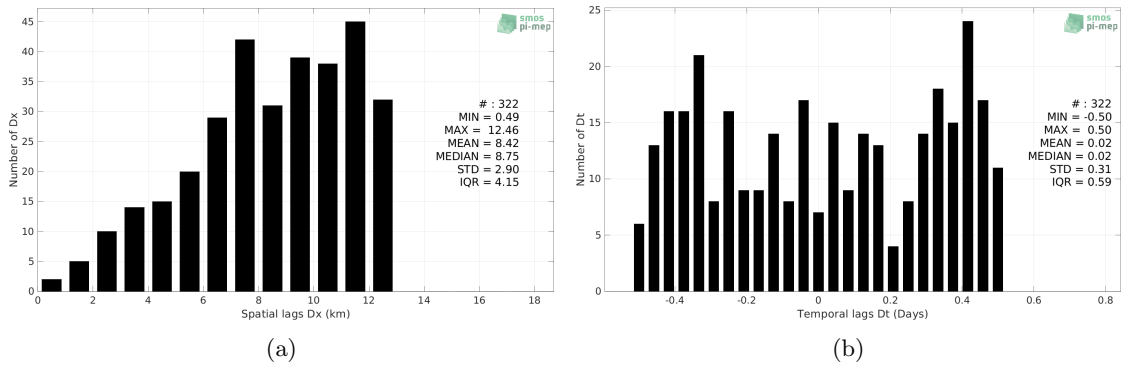 45
40
35
30
25
20
15
10
5
0
Number of Dx
smos
pi-mep
# : 322
MIN = 0.49
MAX = 12.46
MEAN = 8.42
MEDIAN = 8.75
STD = 2.90
IQR = 4.15
0 2 4 6 8 10 12 14 16 18
Spatial lags Dx (km)
(a)
25
20
15
10
5
0
Number of Dt
smos
pi-mep
# : 322
MIN = -0.50
MAX = 0.50
MEAN = 0.02
MEDIAN = 0.02
STD = 0.31
IQR = 0.59
-0.4 -0.2 0 0.2 0.4 0.6 0.8
Temporal lags Dt (Days)
(b)